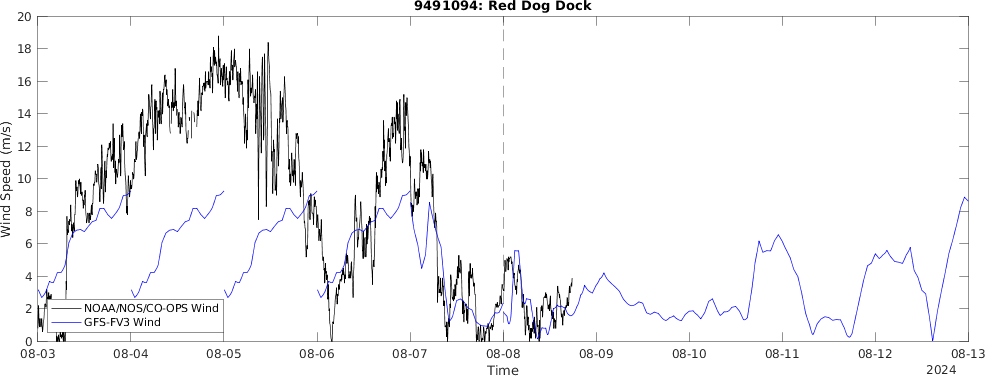 9491094: Red Dog Dock
20
18
16
14
12
10
8
6
4
2
0
Wind Speed (m/s)
NOAA/NOS/CO-OPS Wind
GFS-FV3 Wind
08-03 08-04 08-05 08-06 08-07 08-08 08-09 08-10 08-11 08-12 08-13
Time
2024